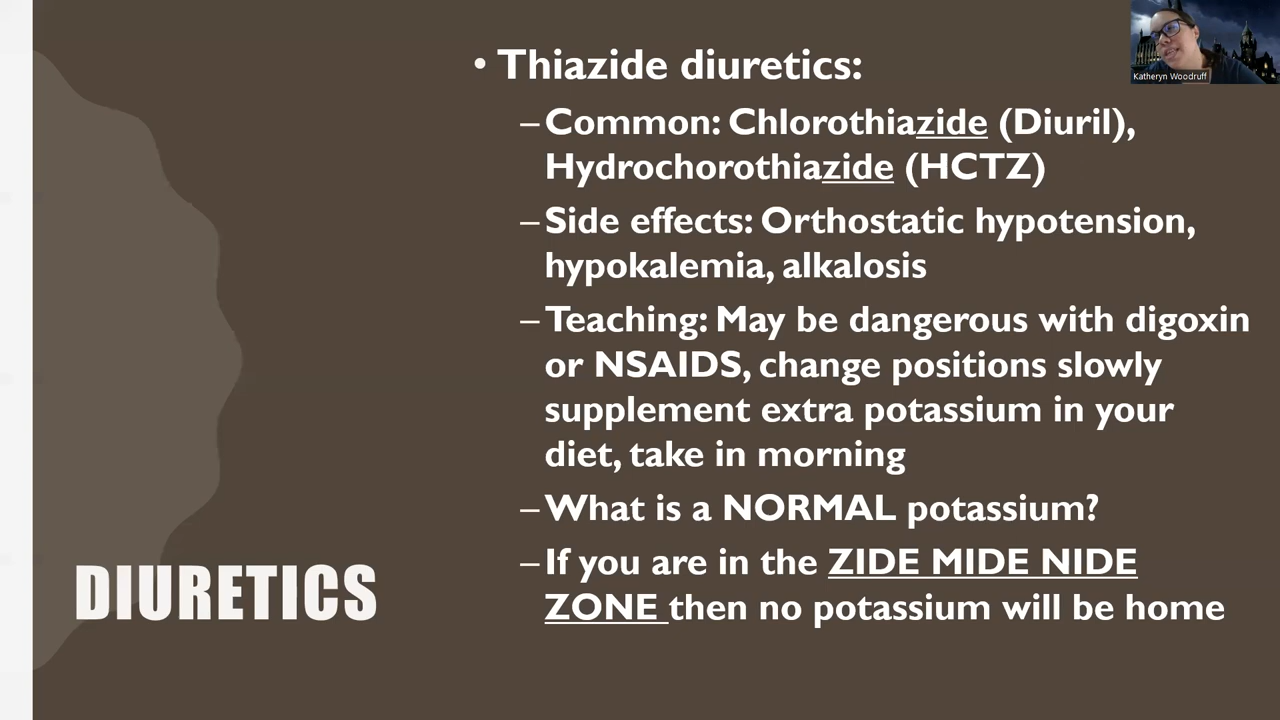 • Thiazide diuretics:
–Common: Chlorothiazide (Diuril),
Hydrochorothiazide (HCTZ)
–Side effects: Orthostatic hypotension,
hypokalemia, alkalosis
–Teaching: May be dangerous with digoxin
or NSAIDS, change positions slowly
supplement extra potassium in your
diet, take in morning
–What is a NORMAL potassium?
–If you are in the ZIDE MIDE NIDE
ZONE then no potassium will be home
DIURETICS
Katheryn Woodruff